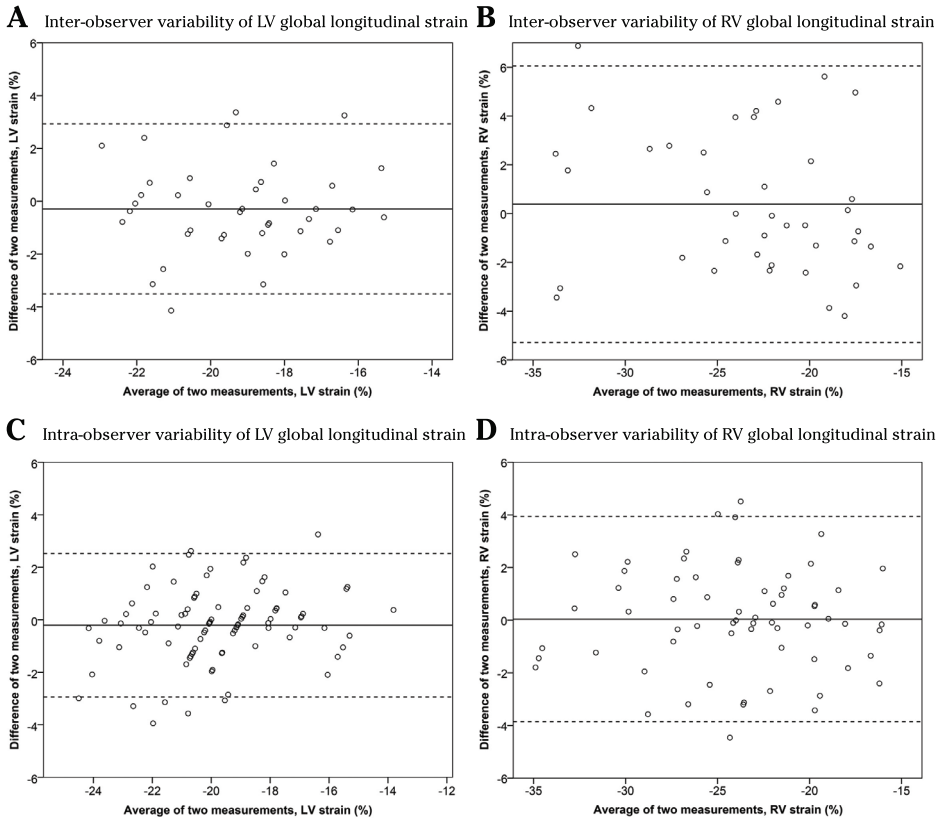 A Inter-observer variability of LV global longitudinal strain
Difference of two measurements, LV strain (%)
6
4
2
0
-2
-4
-6
-24 -22 -20 -18 -16 -14
Average of two measurements, LV strain (%)
B Inter-observer variability of RV global longitudinal strain
Difference of two measurements, RV strain (%)
6
4
2
0
-2
-4
-6
-35 -30 -25 -20 -15
Average of two measurements, RV strain (%)
C Intra-observer variability of LV global longitudinal strain
Difference of two measurements, LV strain (%)
6
4
2
0
-2
-4
-6
-24 -22 -20 -18 -16 -14 -12
Average of two measurements, LV strain (%)
D Intra-observer variability of RV global longitudinal strain
Difference of two measurements, RV strain (%)
6
4
2
0
-2
-4
-6
-35 -30 -25 -20 -15
Average of two measurements, RV strain (%)